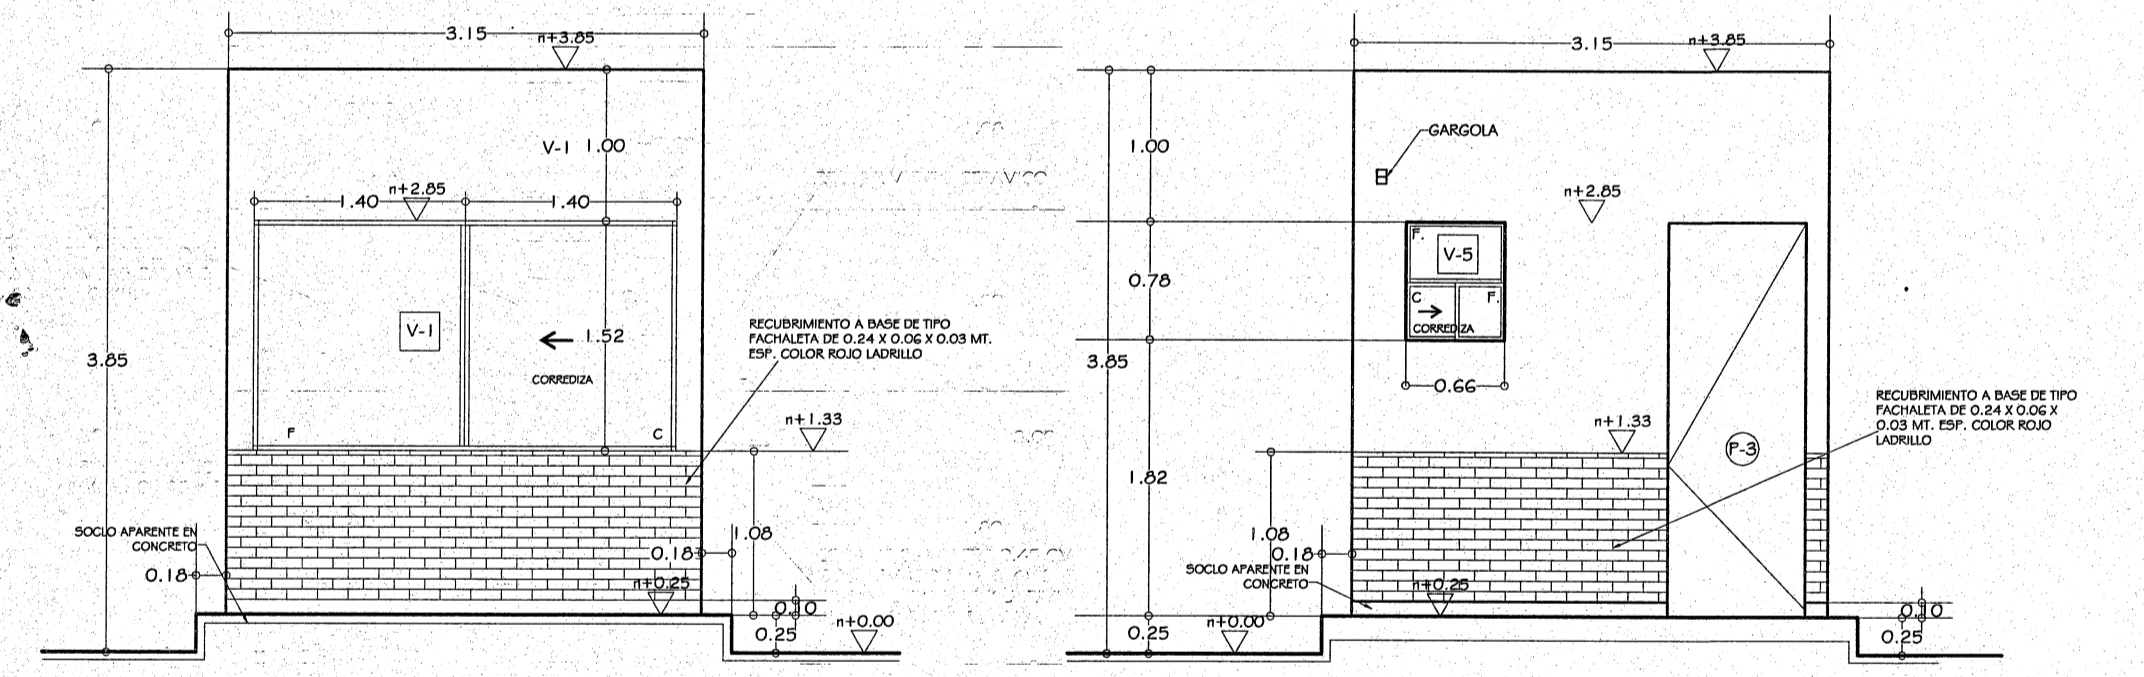 3.15
n+3.85
V-1 1.00
1.40
n+2.85
1.40
3.85
V-1
1.52
CORREDIZA
F
C
RECUBRIMIENTO A BASE DE TIPO
FACHALETA DE 0.24 X 0.06 X 0.03 MT.
ESP. COLOR ROJO LADRILLO
n+1.33
SOCLO APARENTE EN
CONCRETO
0.18
0.18
1.08
n+0.25
0.10
0.25
n+0.00
3.15
n+3.85
1.00
GARGOLA
n+2.85
F.
V-5
0.78
C
F.
CORREDIZA
3.85
0.66
RECUBRIMIENTO A BASE DE TIPO
FACHALETA DE 0.24 X 0.06 X
0.03 MT. ESP. COLOR ROJO
LADRILLO
n+1.33
P-3
1.82
1.08
0.18
SOCLO APARENTE EN
CONCRETO
n+0.25
0.10
0.25
n+0.00
0.25